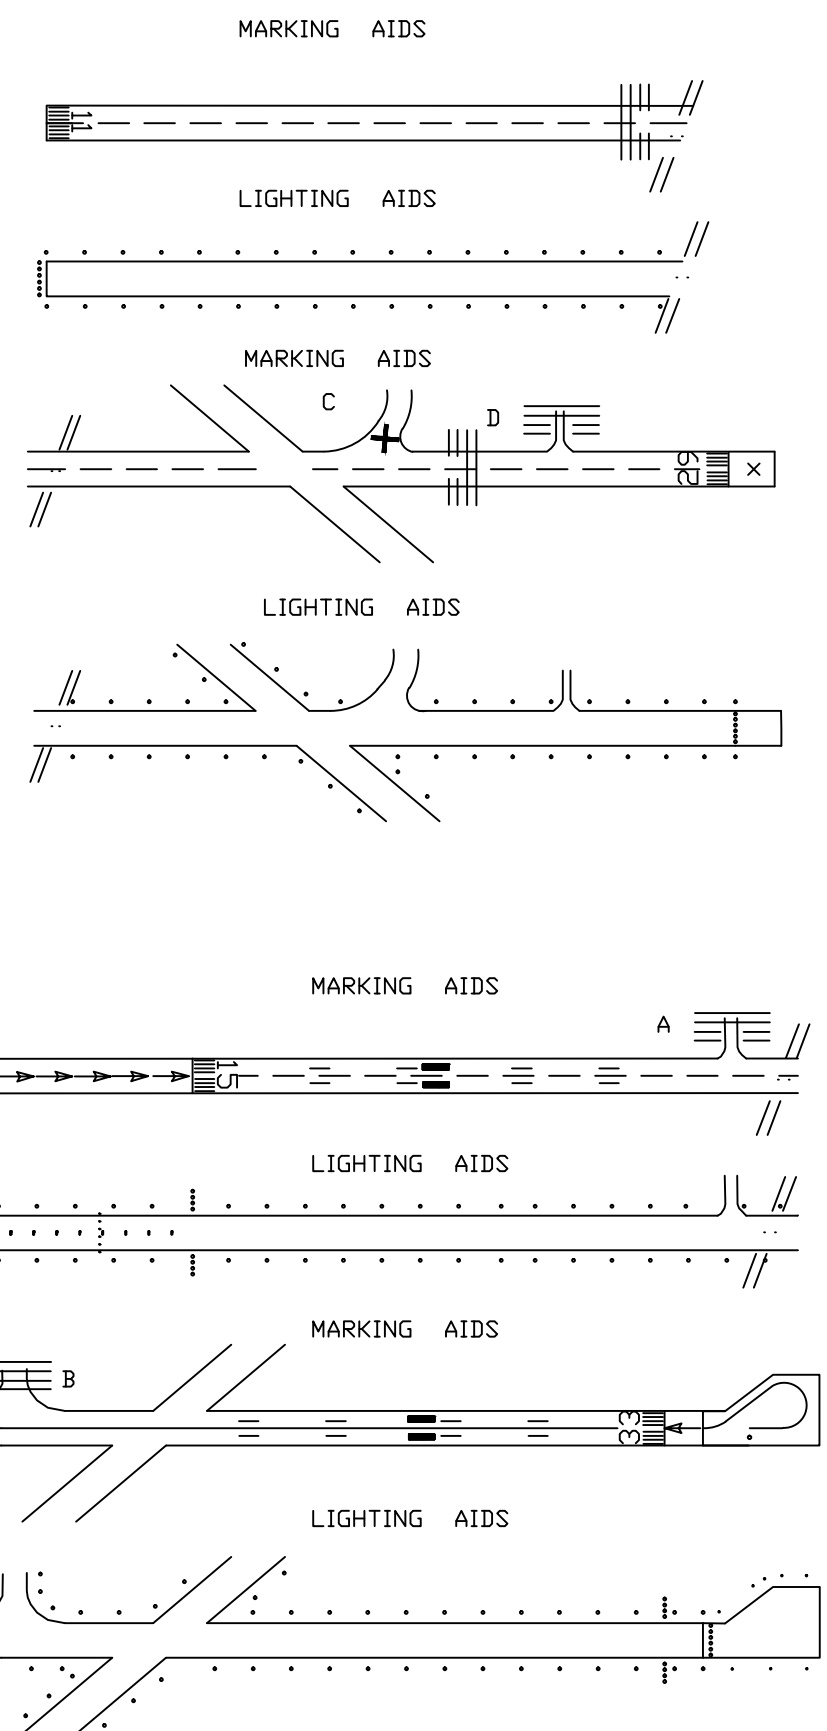 MARKING AIDS
11
LIGHTING AIDS
MARKING AIDS
C
D
29
LIGHTING AIDS
MARKING AIDS
A
15
LIGHTING AIDS
MARKING AIDS
B
33
LIGHTING AIDS